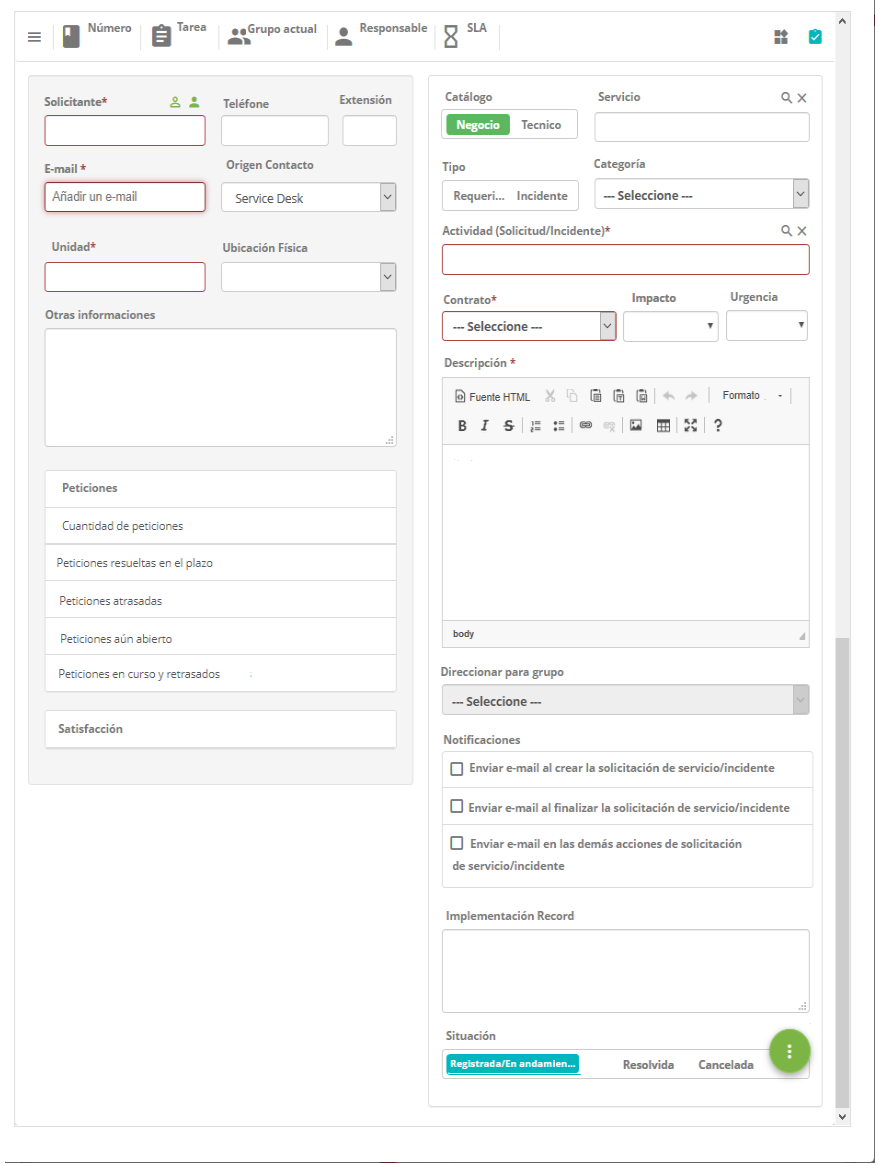 Número
Tarea
Grupo actual
Responsable
SLA
Solicitante*
Teléfone
Extensión
E-mail *
Añadir un e-mail
Origen Contacto
Service Desk
Unidad*
Ubicación Física
Otras informaciones
Peticiones
Cuantidad de peticiones
Peticiones resueltas en el plazo
Peticiones atrasadas
Peticiones aún abierto
Peticiones en curso y retrasados
Satisfacción
Catálogo
Negocio Tecnico
Servicio
Tipo
Requeri... Incidente
Categoría
--- Seleccione ---
Actividad (Solicitud/Incidente)*
Contrato*
--- Seleccione ---
Impacto
Urgencia
Descripción *
Fuente HTML
Formato
B I S ?
body
Direccionar para grupo
--- Seleccione ---
Notificaciones
Enviar e-mail al crear la solicitación de servicio/incidente
Enviar e-mail al finalizar la solicitación de servicio/incidente
Enviar e-mail en las demás acciones de solicitación
de servicio/incidente
Implementación Record
Situación
Registrada/En andamien... Resolvida Cancelada